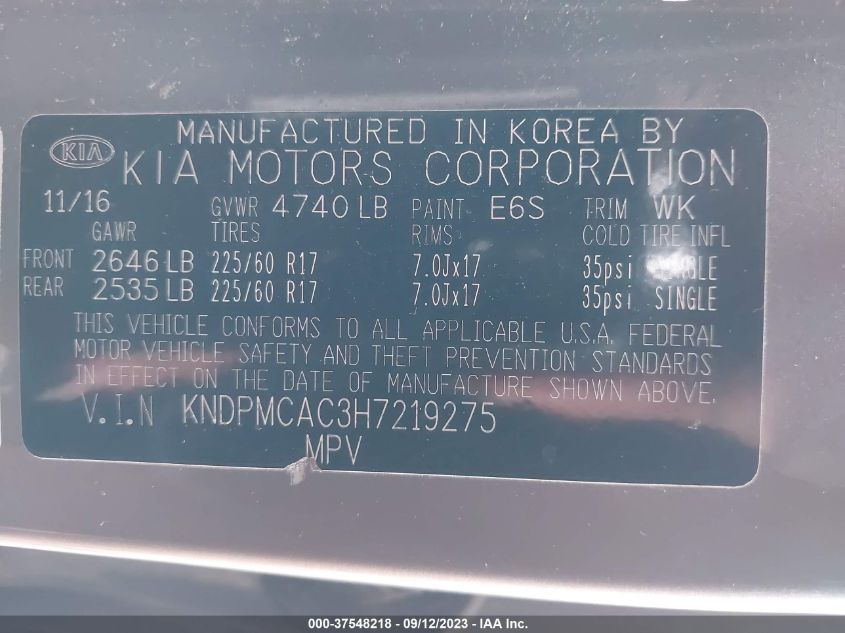 MANUFACTURED IN KOREA BY
KIA KIA MOTORS CORPORATION
11/16 GVWR 4740 LB PAINT E6S TRIM WK
GAWR TIRES RIMS COLD TIRE INFL
FRONT 2646 LB 225/60 R17 7.0Jx17 35psi
REAR 2535 LB 225/60 R17 7.0Jx17 35psi SINGLE
THIS VEHICLE CONFORMS TO ALL APPLICABLE U.S.A. FEDERAL
MOTOR VEHICLE SAFETY AND THEFT PREVENTION STANDARDS
IN EFFECT ON THE DATE OF MANUFACTURE SHOWN ABOVE.
V.I.N KNDPMCAC3H7219275
MPV
000-37548218 - 09/12/2023 - IAA Inc.